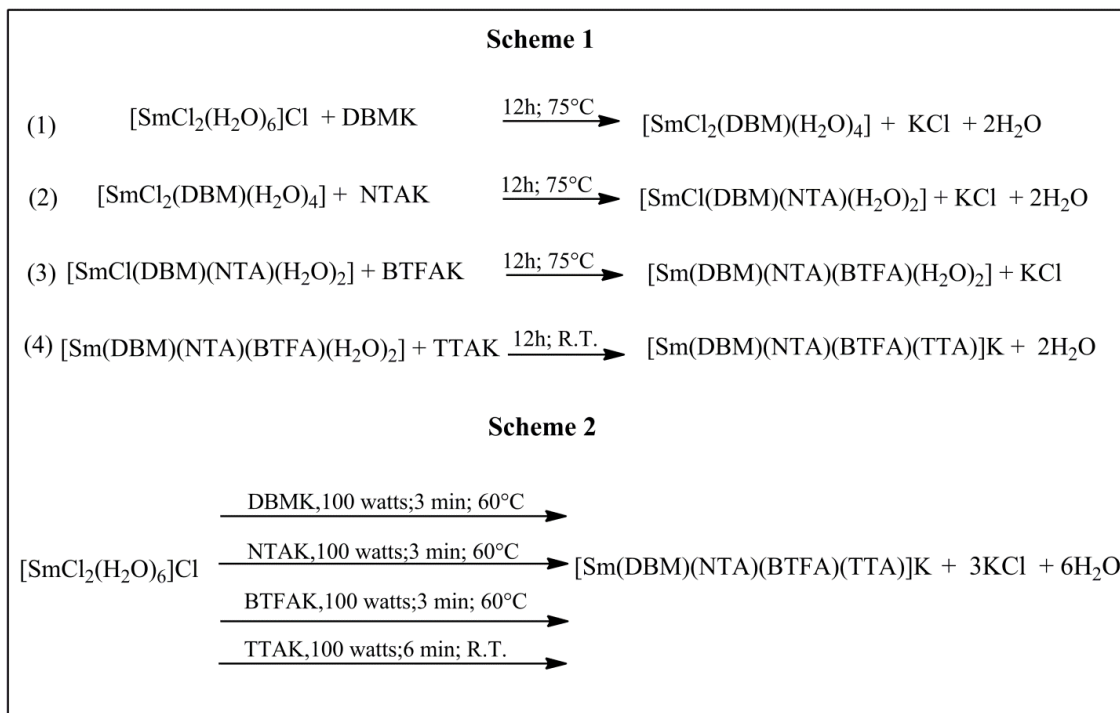 Scheme 1
(1) [SmCl₂(H₂O)₆]Cl + DBMK 12h; 75°C [SmCl₂(DBM)(H₂O)₄] + KCl + 2H₂O
(2) [SmCl₂(DBM)(H₂O)₄] + NTAK 12h; 75°C [SmCl(DBM)(NTA)(H₂O)₂] + KCl + 2H₂O
(3) [SmCl(DBM)(NTA)(H₂O)₂] + BTFAK 12h; 75°C [Sm(DBM)(NTA)(BTFA)(H₂O)₂] + KCl
(4) [Sm(DBM)(NTA)(BTFA)(H₂O)₂] + TTAK 12h; R.T. [Sm(DBM)(NTA)(BTFA)(TTA)]K + 2H₂O
Scheme 2
DBMK,100 watts;3 min; 60°C
NTAK,100 watts;3 min; 60°C
[SmCl₂(H₂O)₆]Cl [Sm(DBM)(NTA)(BTFA)(TTA)]K + 3KCl + 6H₂O
BTFAK,100 watts;3 min; 60°C
TTAK,100 watts;6 min; R.T.